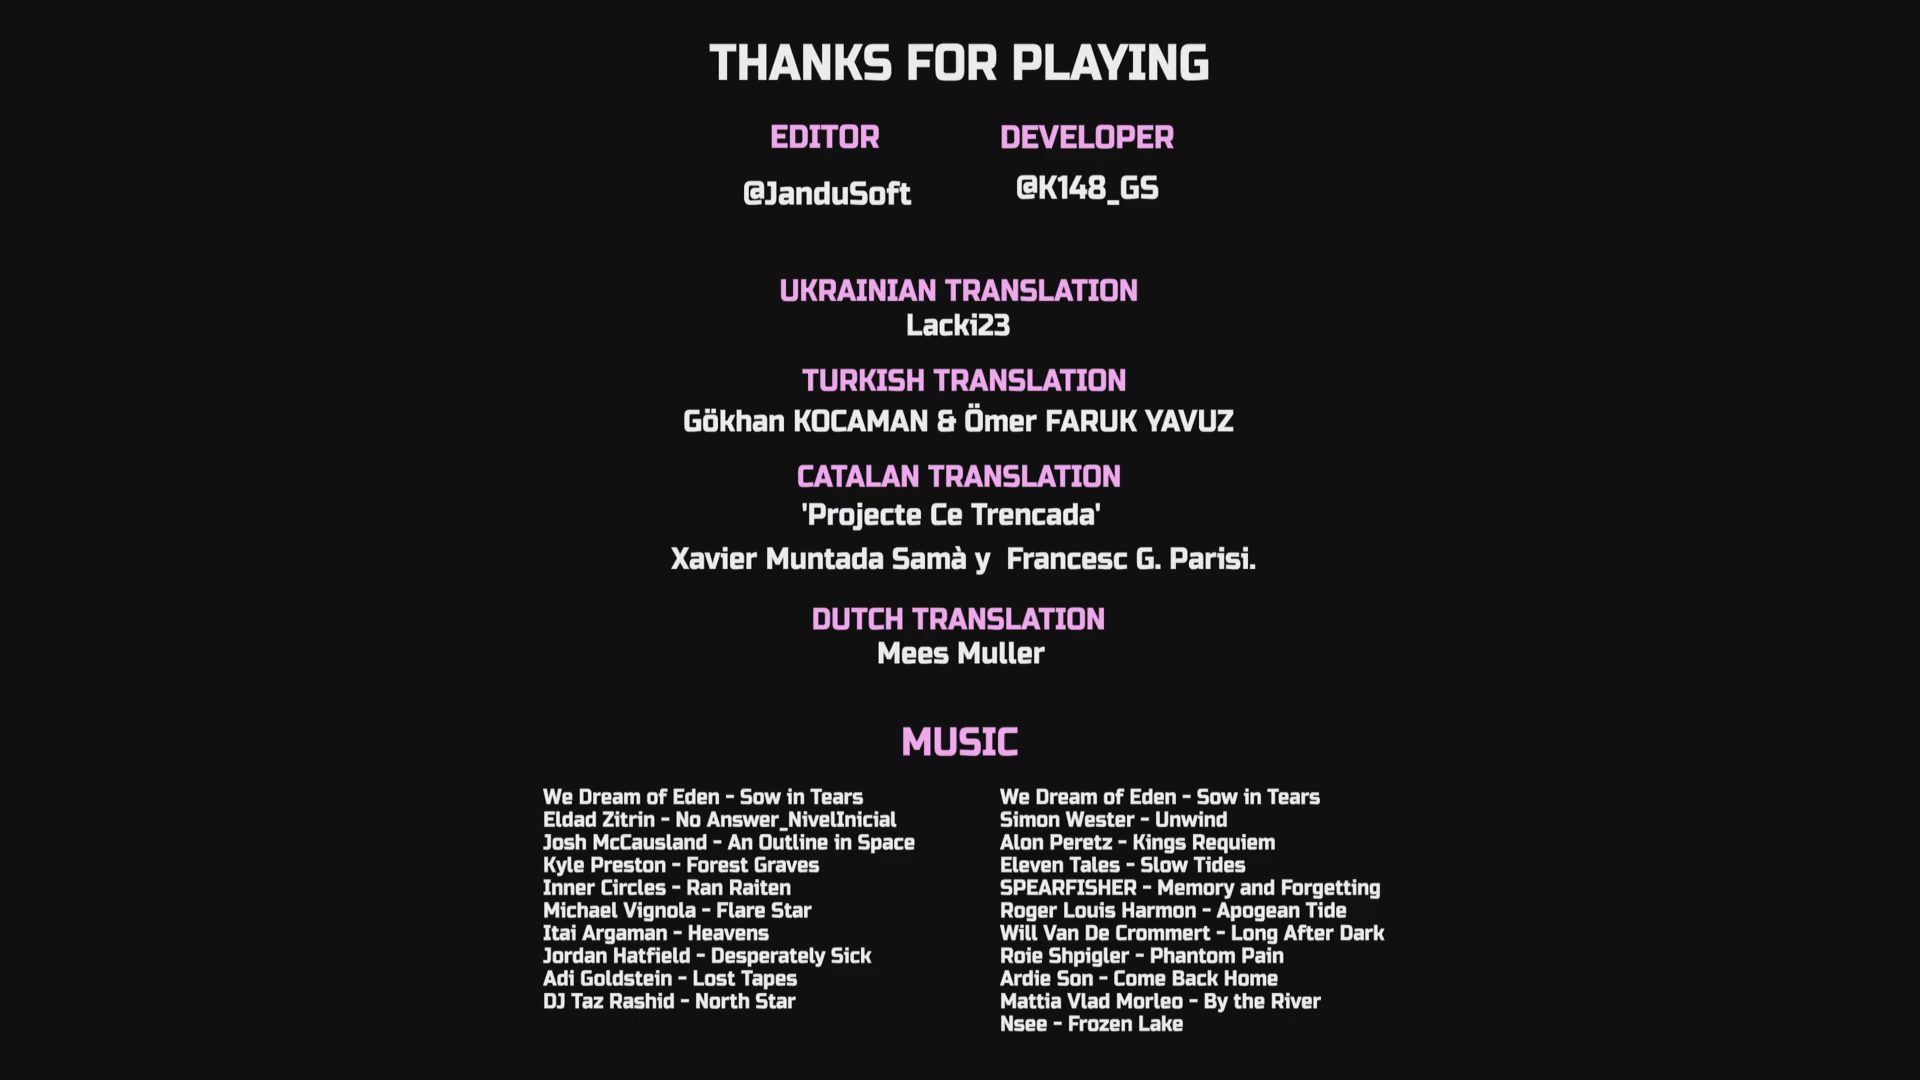 THANKS FOR PLAYING
EDITOR
@JanduSoft
DEVELOPER
@K148_GS
UKRAINIAN TRANSLATION
Lacki23
TURKISH TRANSLATION
Gökhan KOCAMAN & Ömer FARUK YAVUZ
CATALAN TRANSLATION
'Projecte Ce Trencada'
Xavier Muntada Samà y Francesc G. Parisi.
DUTCH TRANSLATION
Mees Muller
MUSIC
We Dream of Eden - Sow in Tears
Eldad Zitrin - No Answer_NivelInicial
Josh McCausland - An Outline in Space
Kyle Preston - Forest Graves
Inner Circles - Ran Raiten
Michael Vignola - Flare Star
Itai Argaman - Heavens
Jordan Hatfield - Desperately Sick
Adi Goldstein - Lost Tapes
DJ Taz Rashid - North Star
We Dream of Eden - Sow in Tears
Simon Wester - Unwind
Alon Peretz - Kings Requiem
Eleven Tales - Slow Tides
SPEARFISHER - Memory and Forgetting
Roger Louis Harmon - Apogean Tide
Will Van De Crommert - Long After Dark
Roie Shpigler - Phantom Pain
Ardie Son - Come Back Home
Mattia Vlad Morleo - By the River
Nsee - Frozen Lake